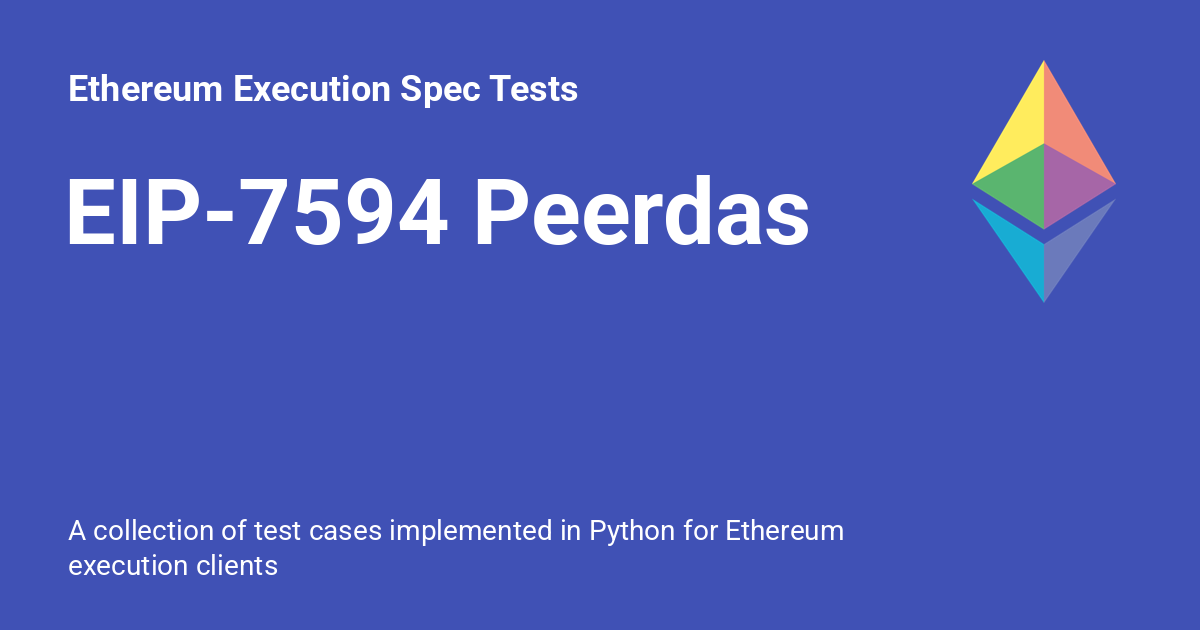 Ethereum Execution Spec Tests
EIP-7594 Peerdas
A collection of test cases implemented in Python for Ethereum
execution clients